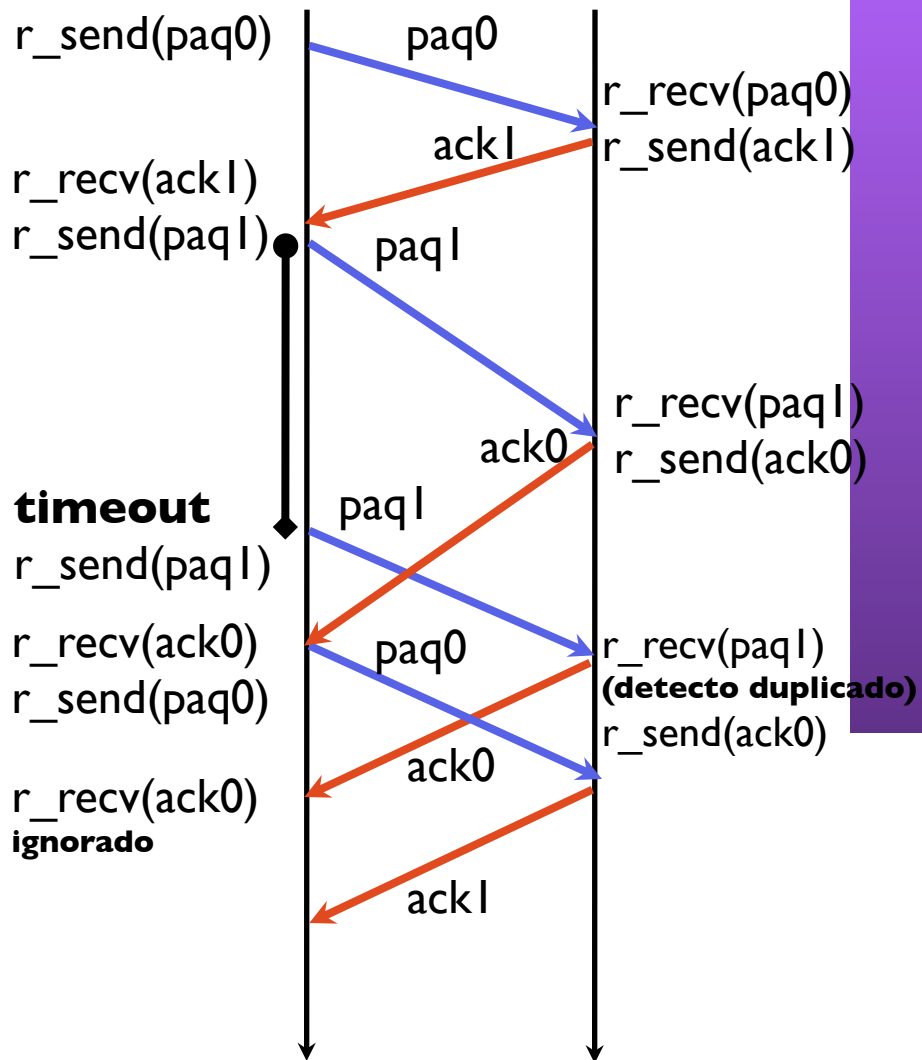 r_send(paq0)
paq0
r_recv(paq0)
ack1
r_send(ack1)
r_recv(ack1)
r_send(paq1)
paq1
r_recv(paq1)
ack0
r_send(ack0)
timeout
paq1
r_send(paq1)
r_recv(ack0)
paq0
r_recv(paq1)
r_send(paq0)
(detecto duplicado)
r_send(ack0)
ack0
r_recv(ack0)
ignorado
ack1